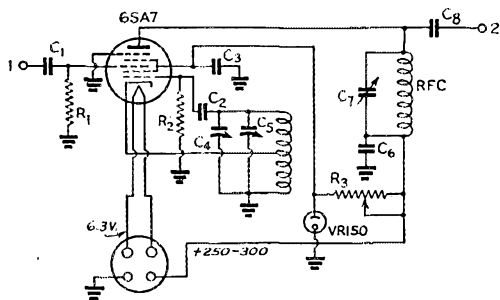 6SA7
C8
2
1
C1
C3
R1
R2
C2
C4
C5
C7
RFC
C6
R3
VR150
6.3V.
+250-300